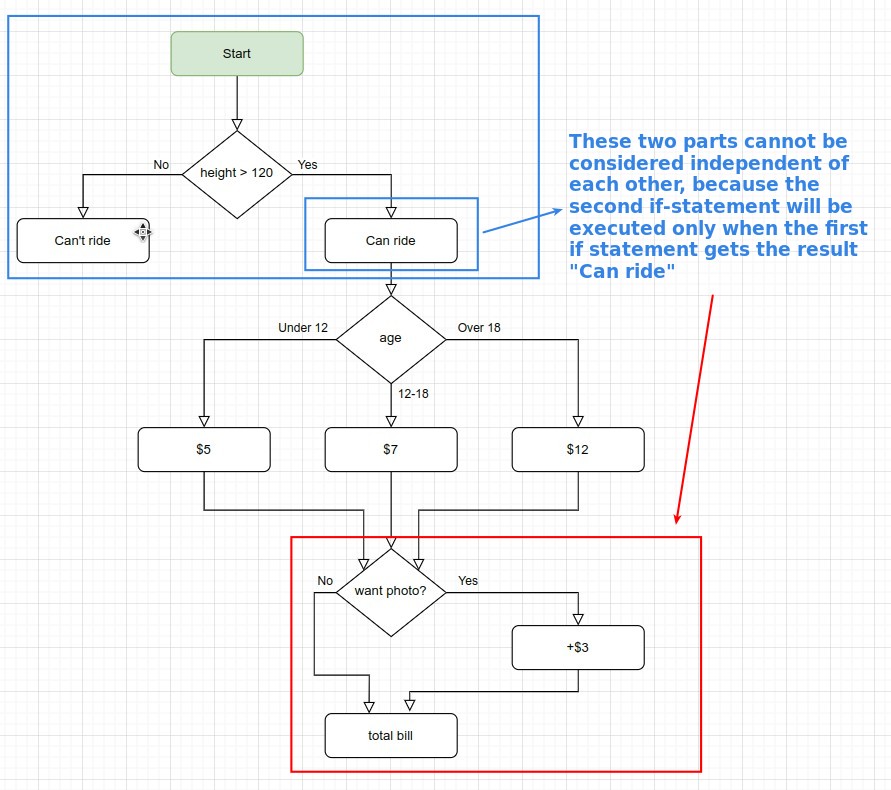 Start
height > 120
No
Yes
Can't ride
Can ride
These two parts cannot be
considered independent of
each other, because the
second if-statement will be
executed only when the first
if statement gets the result
"Can ride"
age
Under 12
Over 18
12-18
$5
$7
$12
want photo?
No
Yes
+$3
total bill